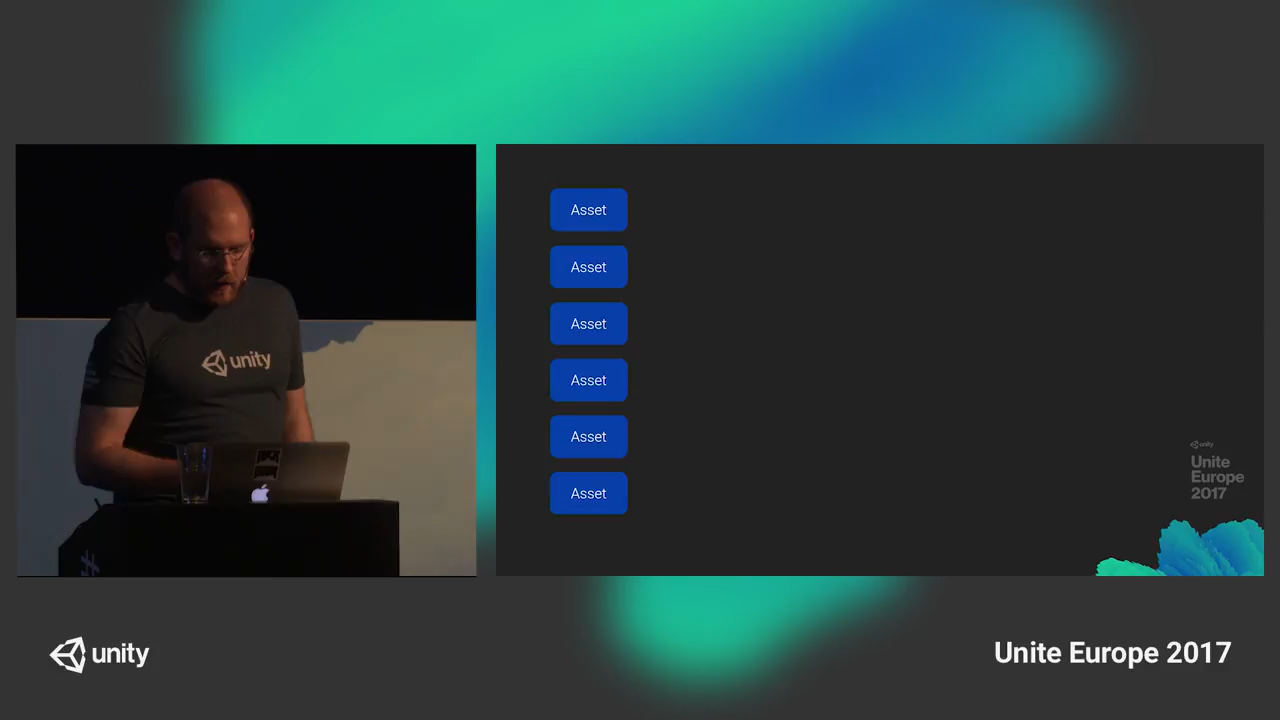 unity
Asset
Asset
Asset
Asset
Asset
Asset
unity
Unite
Europe
2017
#
unity
Unite Europe 2017